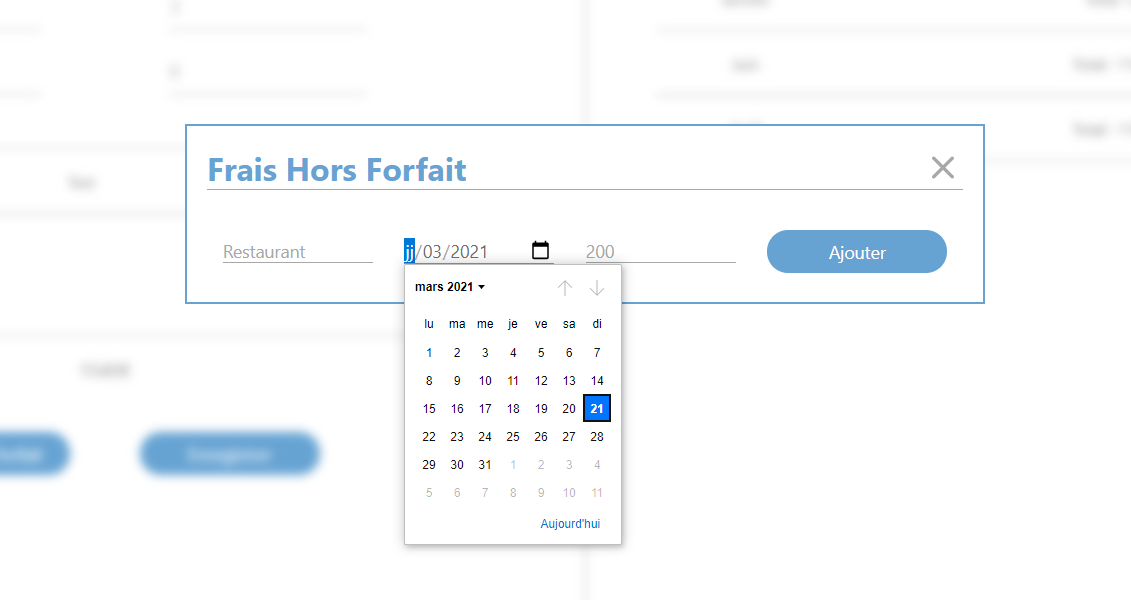 Frais Hors Forfait
Restaurant jj/03/2021 200 Ajouter
mars 2021
lu ma me je ve sa di
1 2 3 4 5 6 7
8 9 10 11 12 13 14
15 16 17 18 19 20 21
22 23 24 25 26 27 28
29 30 31 1 2 3 4
5 6 7 8 9 10 11
Aujourd'hui